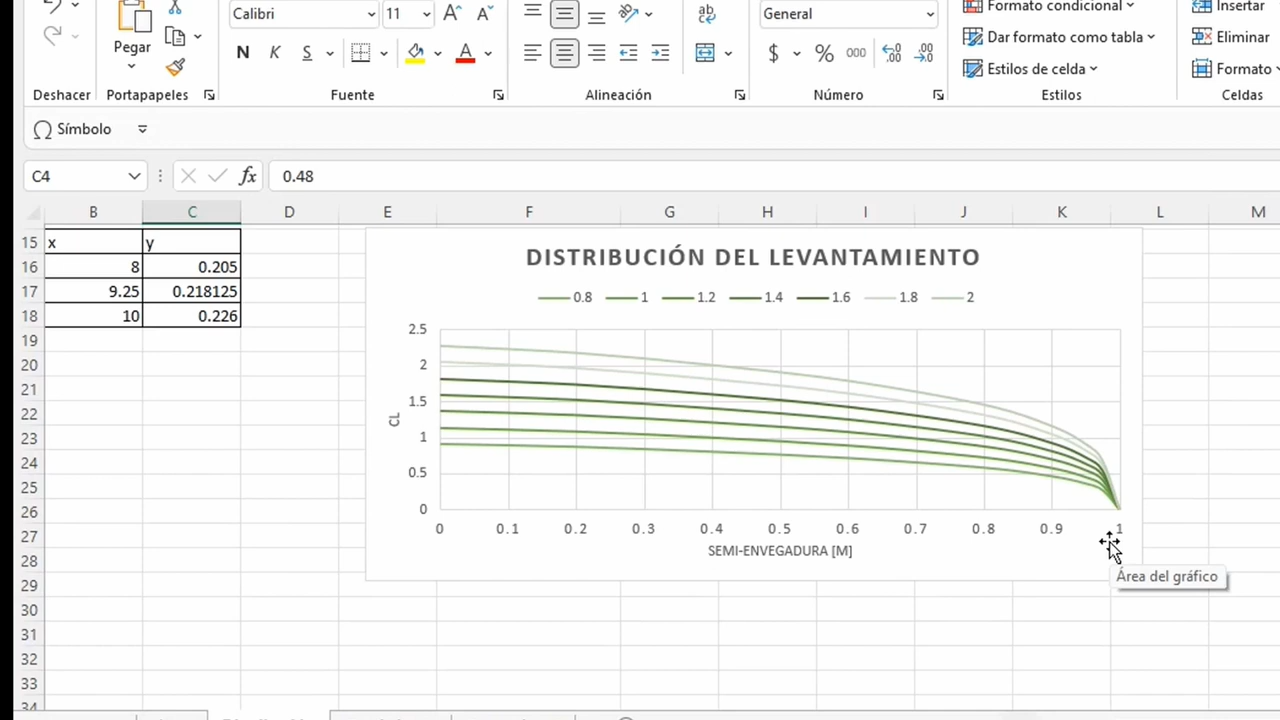 Calibri
11
General
Formato condicional
Insertar
Pegar
N K S
A
$ % 000
Dar formato como tabla
Eliminar
Estilos de celda
Formato
Deshacer
Portapapeles
Fuente
Alineación
Número
Estilos
Celdas
Símbolo
C4
fx
0.48
B C D E F G H I J K L M
15 x y
16 8 0.205
17 9.25 0.218125
18 10 0.226
19
20
21
22
23
24
25
26
27
28
29
30
31
32
33
34
DISTRIBUCIÓN DEL LEVANTAMIENTO
0.8 1 1.2 1.4 1.6 1.8 2
2.5
2
1.5
1
0.5
0
CL
0 0.1 0.2 0.3 0.4 0.5 0.6 0.7 0.8 0.9 1
SEMI-ENVEGADURA [M]
Área del gráfico